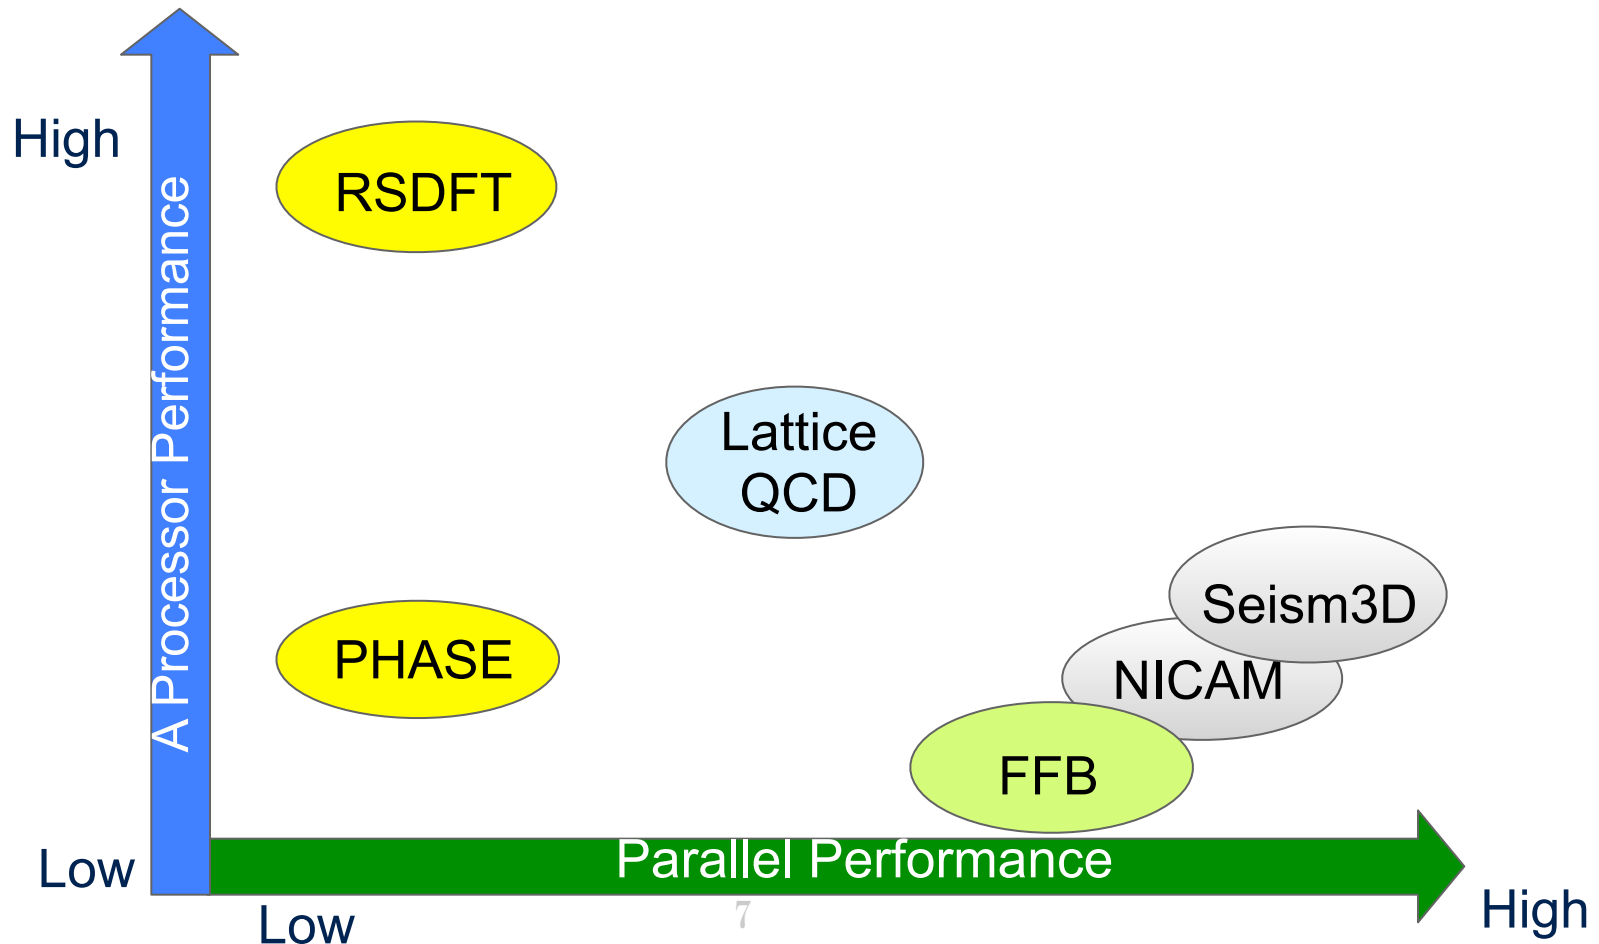 High
A Processor Performance
RSDFT
Lattice
QCD
Seism3D
PHASE
NICAM
FFB
Parallel Performance
Low
Low
7
High